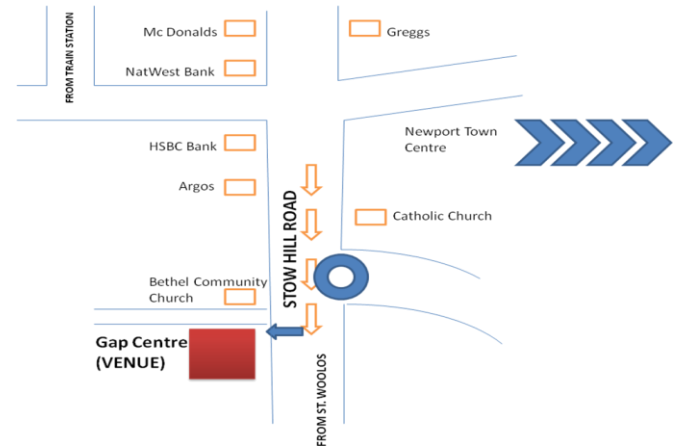 Mc Donalds
Greggs
FROM TRAIN STATION
NatWest Bank
HSBC Bank
Newport Town
Centre
Argos
STOW HILL ROAD
Catholic Church
Bethel Community
Church
Gap Centre
(VENUE)
FROM ST. WOOLOS